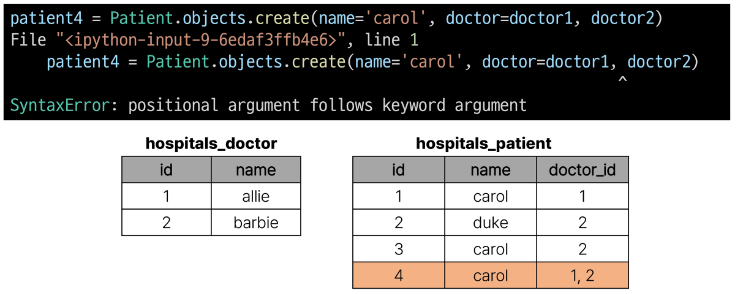 patient4 = Patient.objects.create(name='carol', doctor=doctor1, doctor2)
File "<ipython-input-9-6edaf3ffb4e6>", line 1
    patient4 = Patient.objects.create(name='carol', doctor=doctor1, doctor2)
                                                                            ^
SyntaxError: positional argument follows keyword argument
hospitals_doctor
id name
1 allie
2 barbie
hospitals_patient
id name doctor_id
1 carol 1
2 duke 2
3 carol 2
4 carol 1, 2